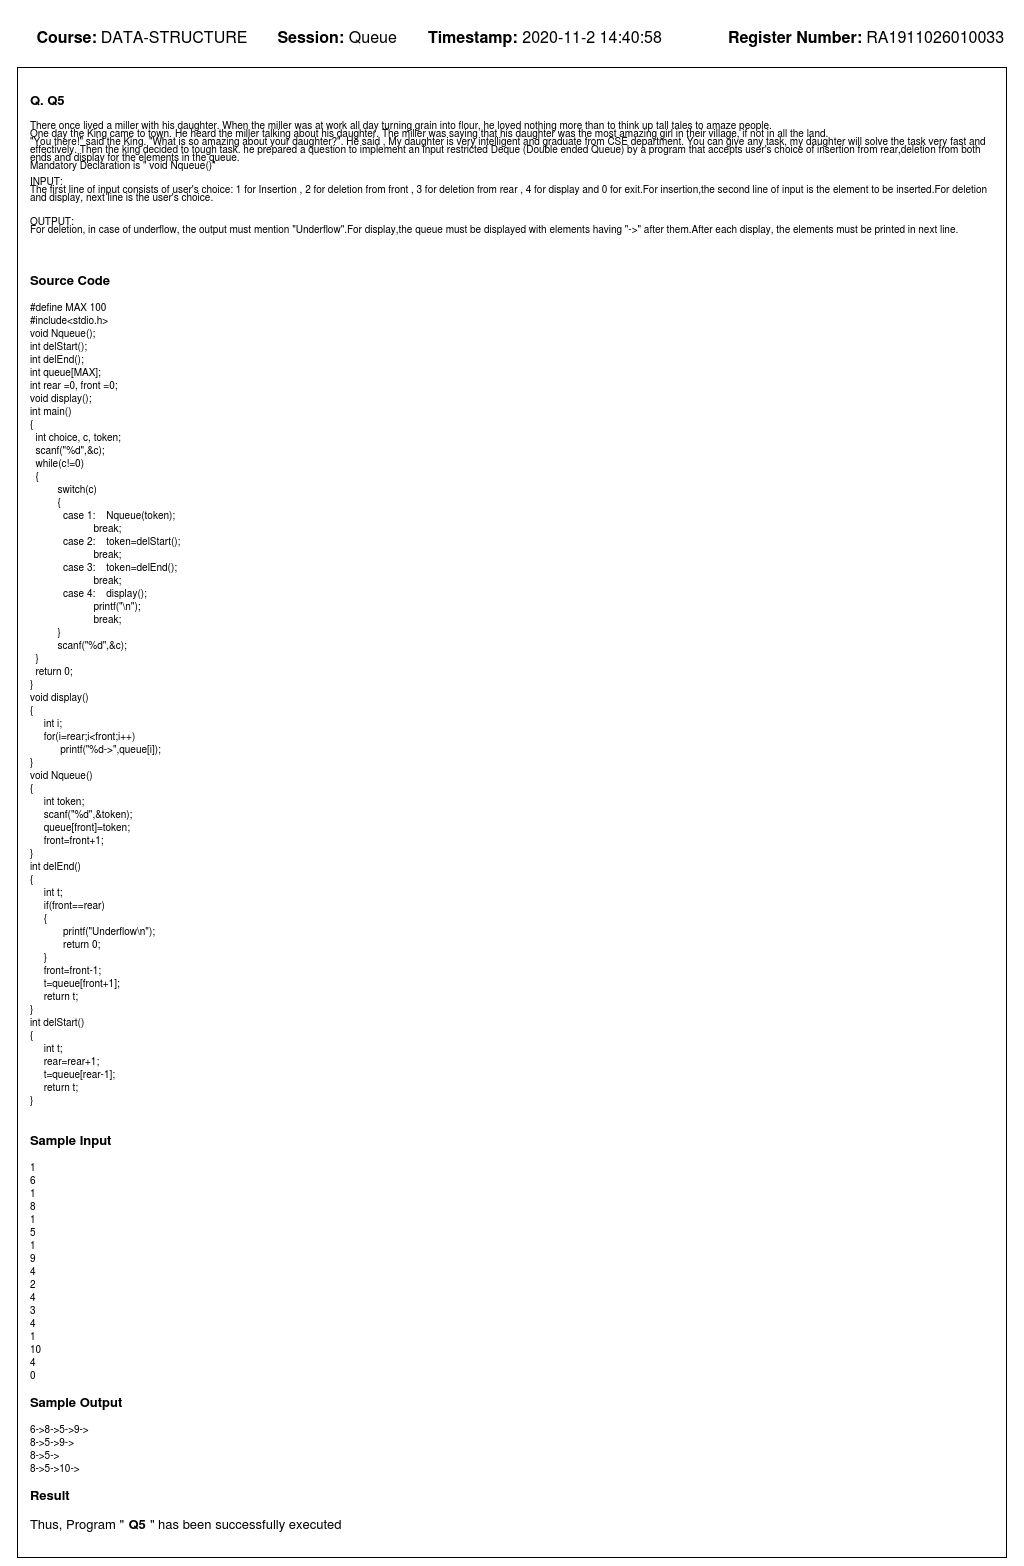 Course: DATA-STRUCTURE Session: Queue Timestamp: 2020-11-2 14:40:58 Register Number: RA1911026010033
Q. Q5
There once lived a miller with his daughter. When the miller was at work all day turning grain into flour, he loved nothing more than to think up tall tales to amaze people.
One day the King came to town. He heard the miller talking about his daughter. The miller was saying that his daughter was the most amazing girl in their village, if not in all the land.
"You there!" said the King. "What is so amazing about your daughter?". He said . My daughter is very intelligent and graduate from CSE department. You can give any task, my daughter will solve the task very fast and
effectively. Then the king decided to tough task. he prepared a question to implement an input restricted Deque (Double ended Queue) by a program that accepts user's choice of insertion from rear,deletion from both
ends and display for the elements in the queue.
Mandatory Declaration is " void Nqueue()"
INPUT:
The first line of input consists of user's choice: 1 for Insertion , 2 for deletion from front , 3 for deletion from rear , 4 for display and 0 for exit.For insertion,the second line of input is the element to be inserted.For deletion
and display, next line is the user's choice.
OUTPUT:
For deletion, in case of underflow, the output must mention "Underflow".For display,the queue must be displayed with elements having "->" after them.After each display, the elements must be printed in next line.
Source Code
#define MAX 100
#include<stdio.h>
void Nqueue();
int delStart();
int delEnd();
int queue[MAX];
int rear =0, front =0;
void display();
int main()
{
int choice, c, token;
scanf("%d",&c);
while(c!=0)
{
switch(c)
{
case 1: Nqueue(token);
break;
case 2: token=delStart();
break;
case 3: token=delEnd();
break;
case 4: display();
printf("\n");
break;
}
scanf("%d",&c);
}
return 0;
}
void display()
{
int i;
for(i=rear;i<front;i++)
printf("%d->",queue[i]);
}
void Nqueue()
{
int token;
scanf("%d",&token);
queue[front]=token;
front=front+1;
}
int delEnd()
{
int t;
if(front==rear)
{
printf("Underflow\n");
return 0;
}
front=front-1;
t=queue[front+1];
return t;
}
int delStart()
{
int t;
rear=rear+1;
t=queue[rear-1];
return t;
}
Sample Input
1
6
1
8
1
5
1
9
4
2
4
3
4
1
10
4
0
Sample Output
6->8->5->9->
8->5->9->
8->5->
8->5->10->
Result
Thus, Program " Q5 " has been successfully executed